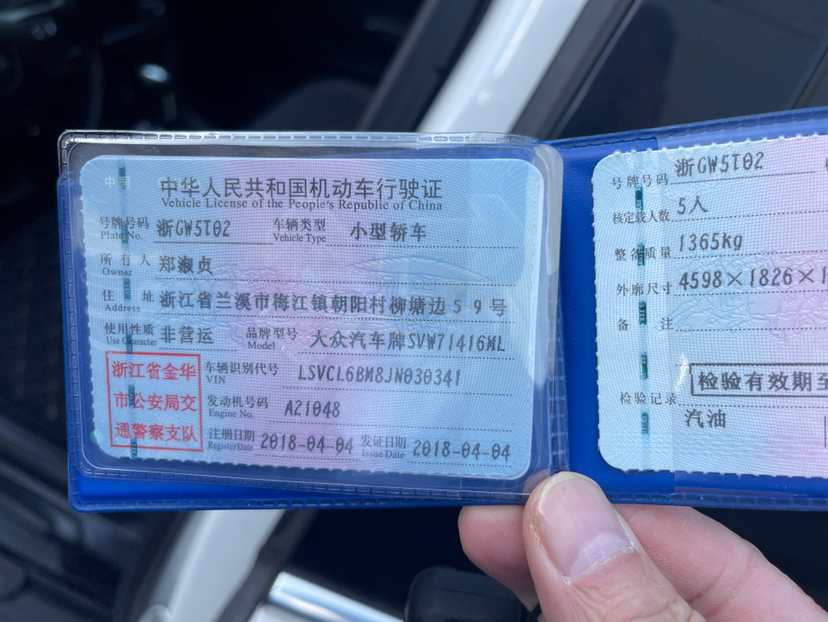 中华人民共和国机动车行驶证
Vehicle License of the People's Republic of China
号牌号码 浙GW5T02 车辆类型 小型轿车
Plate No. Vehicle Type
所有人 郑淑贞
Owner
住址 浙江省兰溪市梅江镇朝阳村柳塘边59号
Address
使用性质 非营运 品牌型号 大众汽车牌SVW71416ML
Use Character Model
浙江省金华
市公安局交
通警察支队
车辆识别代号 LSVCL6BM8JN030341
VIN
发动机号码 A21048
Engine No.
注册日期 2018-04-04 发证日期 2018-04-04
Register Date Issue Date
号牌号码 浙GW5T02
核定载人数 5人
整备质量 1365kg
外廓尺寸 4598×1826×1
备注
检验有效期至
检验记录
汽油